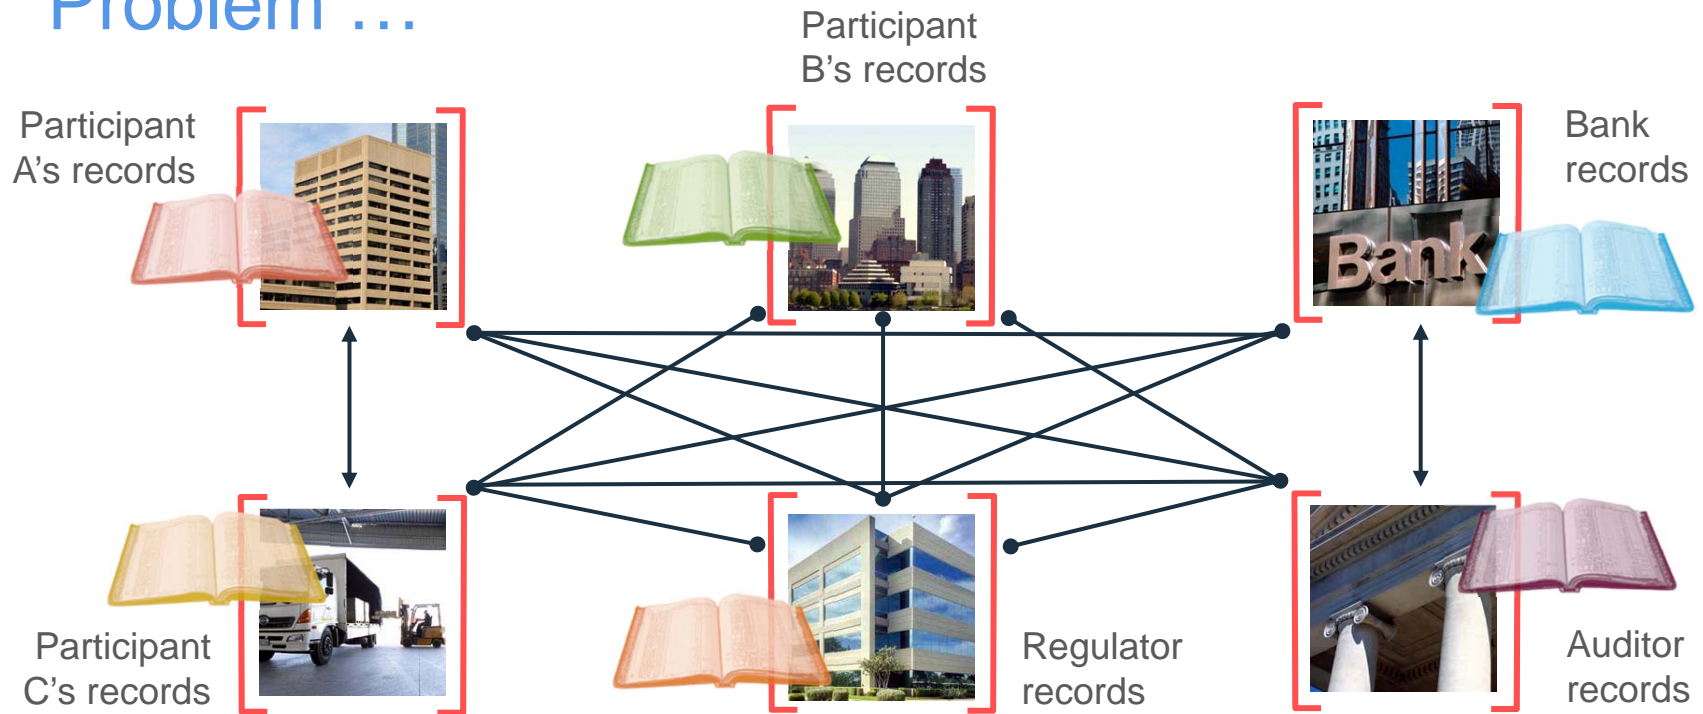 Problem …
Participant
B's records
Participant
A's records
Bank
records
Bank
Participant
C's records
Regulator
records
Auditor
records